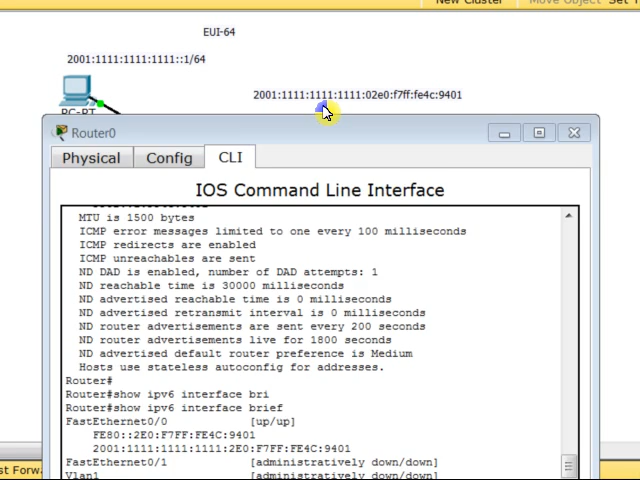 New Cluster
Move Object
Set T
EUI-64
2001:1111:1111:1111::1/64
2001:1111:1111:1111:02e0:f7ff:fe4c:9401
PC-PT
Router0
Physical
Config
CLI
IOS Command Line Interface
MTU is 1500 bytes
ICMP error messages limited to one every 100 milliseconds
ICMP redirects are enabled
ICMP unreachables are sent
ND DAD is enabled, number of DAD attempts: 1
ND reachable time is 30000 milliseconds
ND advertised reachable time is 0 milliseconds
ND advertised retransmit interval is 0 milliseconds
ND router advertisements are sent every 200 seconds
ND router advertisements live for 1800 seconds
ND advertised default router preference is Medium
Hosts use stateless autoconfig for addresses.
Router#
Router#show ipv6 interface bri
Router#show ipv6 interface brief
FastEthernet0/0 [up/up]
FE80::2E0:F7FF:FE4C:9401
2001:1111:1111:1111:2E0:F7FF:FE4C:9401
FastEthernet0/1 [administratively down/down]
Vlan1 [administratively down/down]
st Forwa